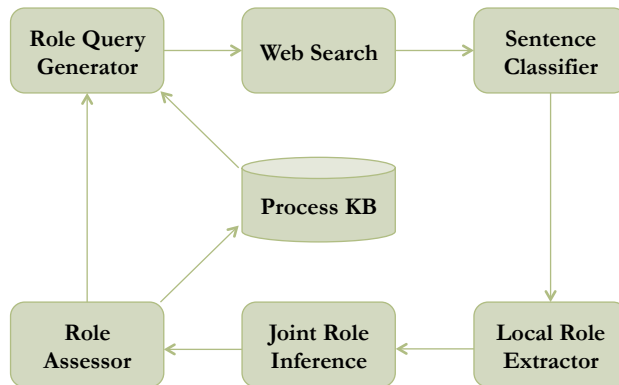 Role Query
Generator
Web Search
Sentence
Classifier
Process KB
Role
Assessor
Joint Role
Inference
Local Role
Extractor